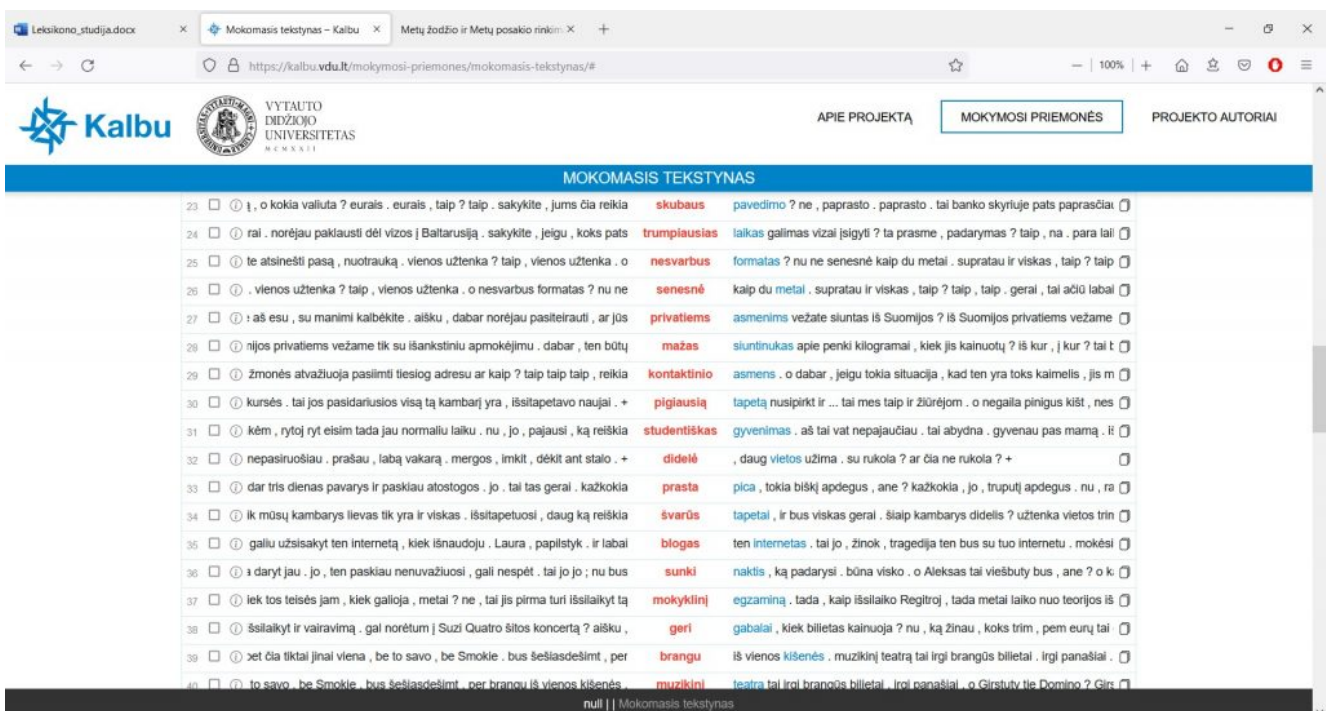 Leksikono_studija.docx × Mokomasis tekstynas – Kalbu × Metų žodžio ir Metų posakio rinkim × +
https://kalbu.vdu.lt/mokymosi-priemones/mokomasis-tekstynas/# 100%
Kalbu VYTAUTO DIDŽIOJO UNIVERSITETAS MCMXXII APIE PROJEKTĄ MOKYMOSI PRIEMONĖS PROJEKTO AUTORIAI
MOKOMASIS TEKSTYNAS
23 , o kokia valiuta ? eurais . eurais , taip ? taip . sakykite , jums čia reikia skubaus pavedimo ? ne , paprasto . paprasto . tai banko skyriuje pats paprasčiau
24 rai . norėjau paklausti dėl vizos į Baltarusiją . sakykite , jeigu , koks pats trumpiausias laikas galimas vizai įsigyti ? ta prasme , padarymas ? taip , na . para lail
25 te atsinešti pasą , nuotrauką . vienos užtenka ? taip , vienos užtenka . o nesvarbus formatas ? nu ne senesnė kaip du metai . supratau ir viskas , taip ? taip
26 . vienos užtenka ? taip , vienos užtenka . o nesvarbus formatas ? nu ne senesnė kaip du metai . supratau ir viskas , taip ? taip , taip . gerai , tai ačiū labai
27 aš esu , su manimi kalbėkite . aišku , dabar norėjau pasiteirauti , ar jūs privatiems asmenims vežate siuntas iš Suomijos ? iš Suomijos privatiems vežame
28 nijos privatiems vežame tik su išankstiniu apmokėjimu . dabar , ten būtų mažas siuntinukas apie penki kilogramai , kiek jis kainuotų ? iš kur , į kur ? tai t
29 žmonės atvažiuoja pasiimti tiesiog adresu ar kaip ? taip taip taip , reikia kontaktinio asmens . o dabar , jeigu tokia situacija , kad ten yra toks kaimelis , jis m
30 kursės . tai jos pasidariusios visą tą kambarį yra , išsitapetavo naujai . + pigiausią tapetą nusipirkt ir ... tai mes taip ir žiūrėjom . o negaila pinigus kišt , nes
31 kėm , rytoj ryt eisim tada jau normaliu laiku . nu , jo , pajausi , ką reiškia studentiškas gyvenimas . aš tai vat nepajaučiau . tai abydna . gyvenau pas mamą . iš
32 nepasiruošiau . prašau , labą vakarą . mergos , imkit , dėkit ant stalo . + didelė , daug vietos užima . su rukola ? ar čia ne rukola ? +
33 dar tris dienas pavarys ir paskiau atostogos . jo . tai tas gerai . kažkokia prasta pica , tokia biškį apdegus , ane ? kažkokia , jo , truputį apdegus . nu , ra
34 ik mūsų kambarys lievas tik yra ir viskas . išsitapetuosi , daug ką reiškia švarūs tapetai , ir bus viskas gerai . šiaip kambarys didelis ? užtenka vietos trim
35 galiu užsisakyt ten internetą , kiek išnaudoju . Laura , papilstyk . ir labai blogas ten internetas . tai jo , žinok , tragedija ten bus su tuo internetu . mokėsi
36 daryt jau . jo , ten paskiau nenuvažiuosi , gali nespėt . tai jo jo ; nu bus sunki naktis , ką padarysi . būna visko . o Aleksas tai viešbuty bus , ane ? o k
37 iek tos teisės jam , kiek galioja , metai ? ne , tai jis pirma turi išsilaikyt tą mokyklinį egzaminą . tada , kaip išsilaiko Regitroj , tada metai laiko nuo teorijos iš
38 šsilaikyt ir vairavimą . gal norėtum į Suzi Quatro šitos koncertą ? aišku , geri gabalai , kiek bilietas kainuoja ? nu , ką žinau , koks trim , pem eurų tai
39 bet čia tiktai jinai viena , be to savo , be Smokie . bus šešiasdešimt , per brangu iš vienos kišenės . muzikinį teatrą tai irgi brangūs bilietai . irgi panašiai .
40 to savo , be Smokie . bus šešiasdešimt , per brangu iš vienos kišenės . muzikinį teatrą tai irgi brangūs bilietai . irgi panašiai . o Girstuty tie Domino ? Girs
null | | Mokomasis tekstynas